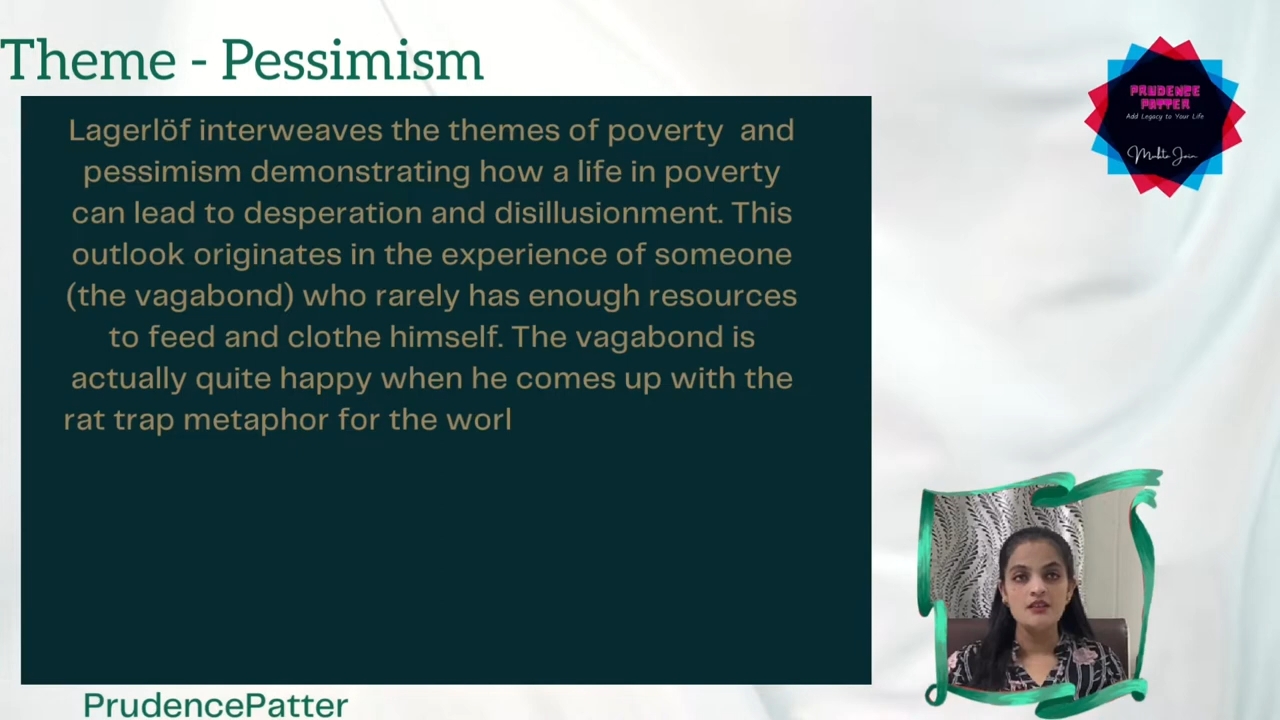 Theme - Pessimism
Lagerlöf interweaves the themes of poverty and
pessimism demonstrating how a life in poverty
can lead to desperation and disillusionment. This
outlook originates in the experience of someone
(the vagabond) who rarely has enough resources
to feed and clothe himself. The vagabond is
actually quite happy when he comes up with the
rat trap metaphor for the worl
PRUDENCE
PATTER
Add Legacy to Your Life
Mukta Jain
PrudencePatter